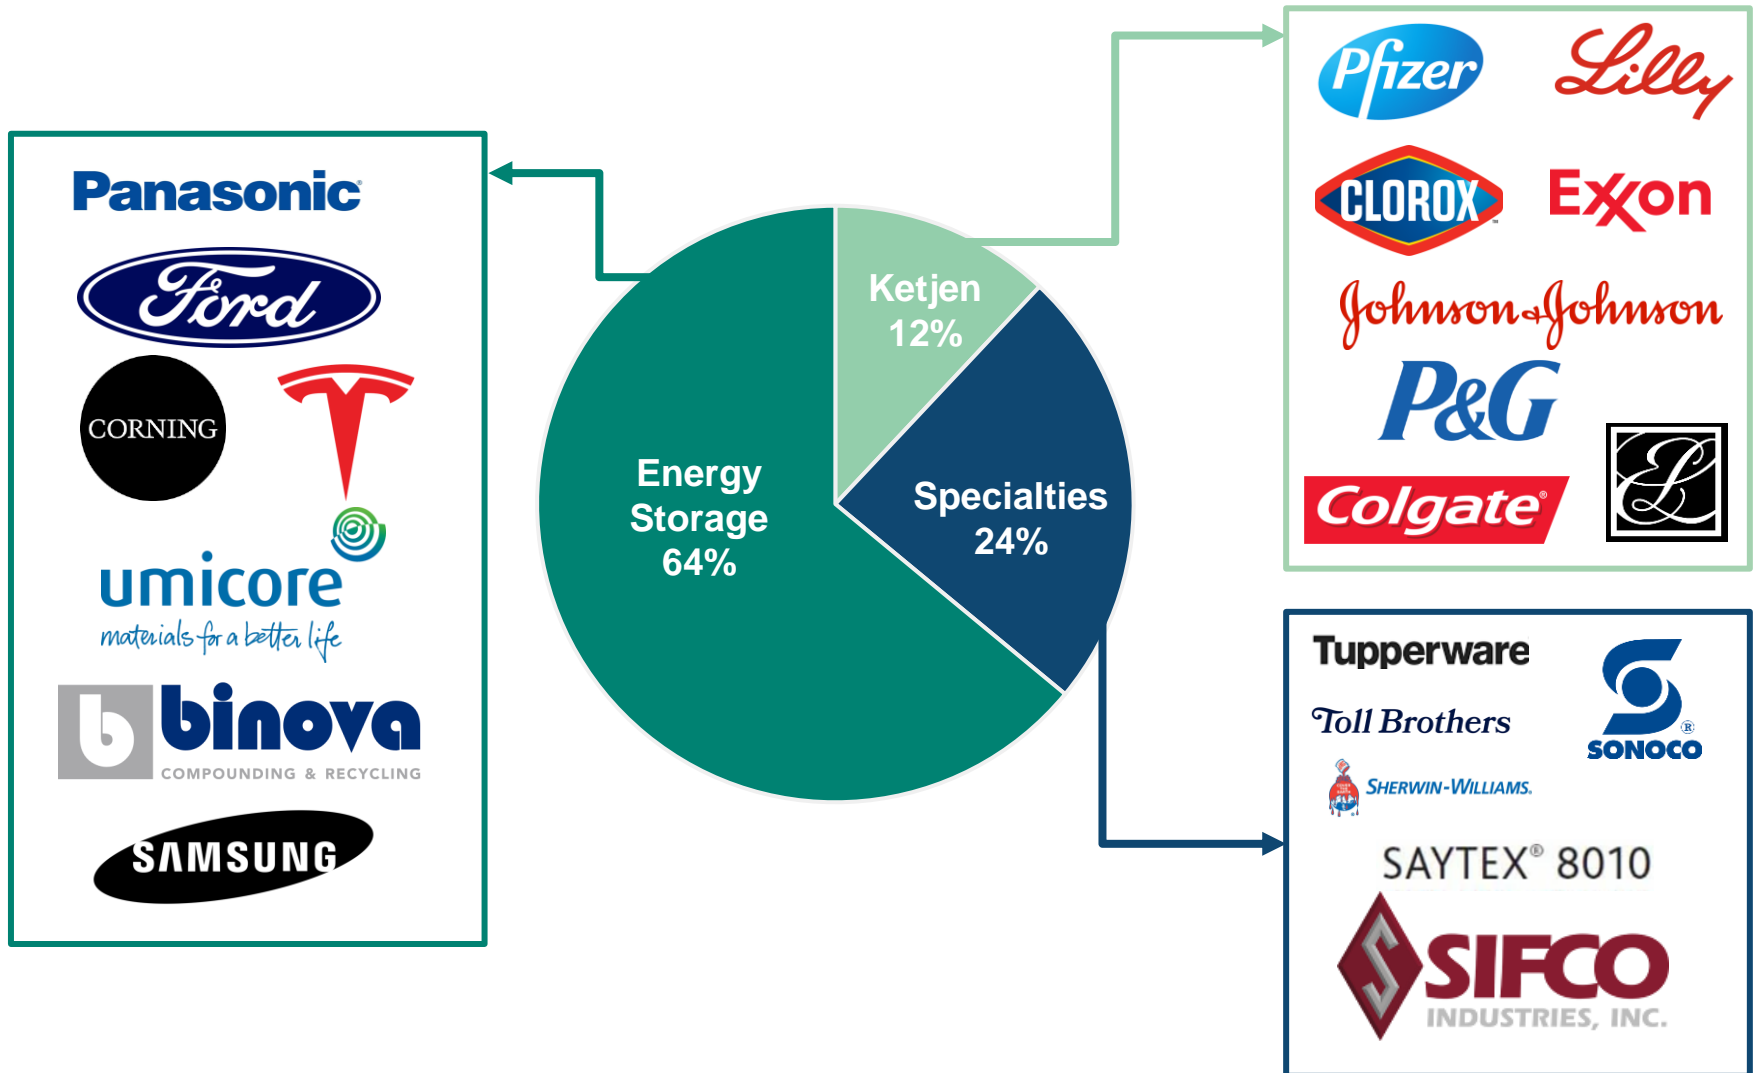 Panasonic
Ford
CORNING
umicore
materials for a better life
b binova
COMPOUNDING & RECYCLING
SAMSUNG
Ketjen
12%
Energy
Storage
64%
Specialties
24%
Pfizer
Lilly
CLOROX
Exxon
Johnson & Johnson
P&G
Colgate®
Tupperware
Toll Brothers
SONOCO ®
SHERWIN-WILLIAMS.
SAYTEX® 8010
SIFCO
INDUSTRIES, INC.